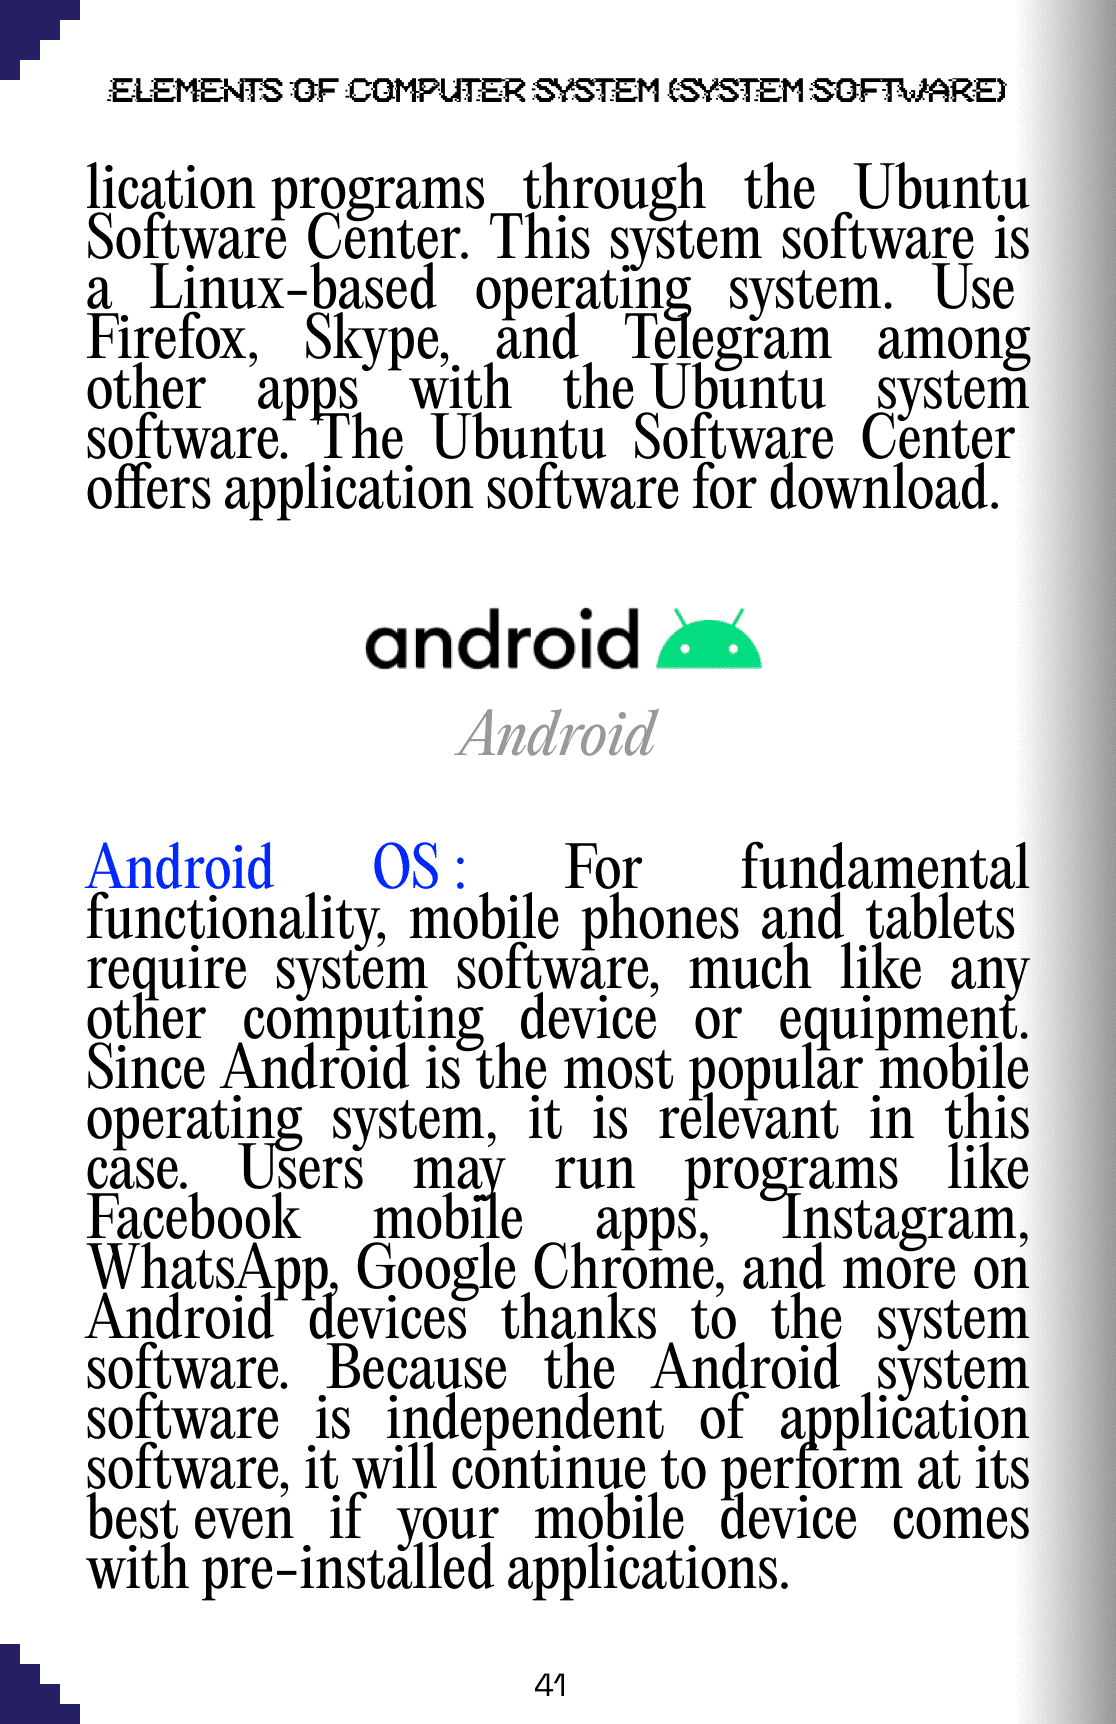 ELEMENTS OF COMPUTER SYSTEM (SYSTEM SOFTWARE)
lication programs through the Ubuntu
Software Center. This system software is
a Linux-based operating system. Use
Firefox, Skype, and Telegram among
other apps with the Ubuntu system
software. The Ubuntu Software Center
offers application software for download.
android
Android
Android OS : For fundamental
functionality, mobile phones and tablets
require system software, much like any
other computing device or equipment.
Since Android is the most popular mobile
operating system, it is relevant in this
case. Users may run programs like
Facebook mobile apps, Instagram,
WhatsApp, Google Chrome, and more on
Android devices thanks to the system
software. Because the Android system
software is independent of application
software, it will continue to perform at its
best even if your mobile device comes
with pre-installed applications.
41